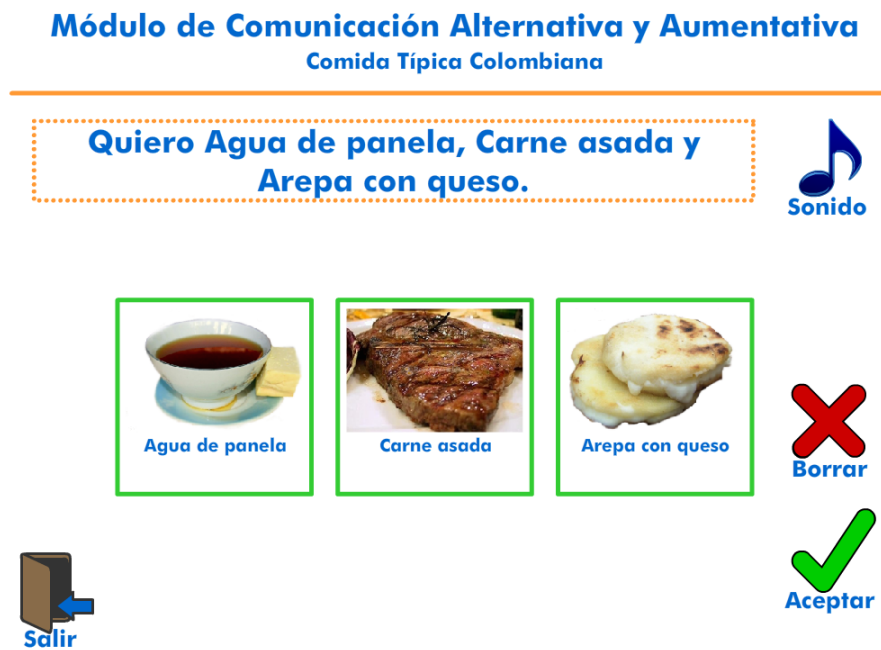 Módulo de Comunicación Alternativa y Aumentativa
Comida Típica Colombiana
Quiero Agua de panela, Carne asada y
Arepa con queso.
Sonido
Agua de panela
Carne asada
Arepa con queso
Borrar
Aceptar
Salir